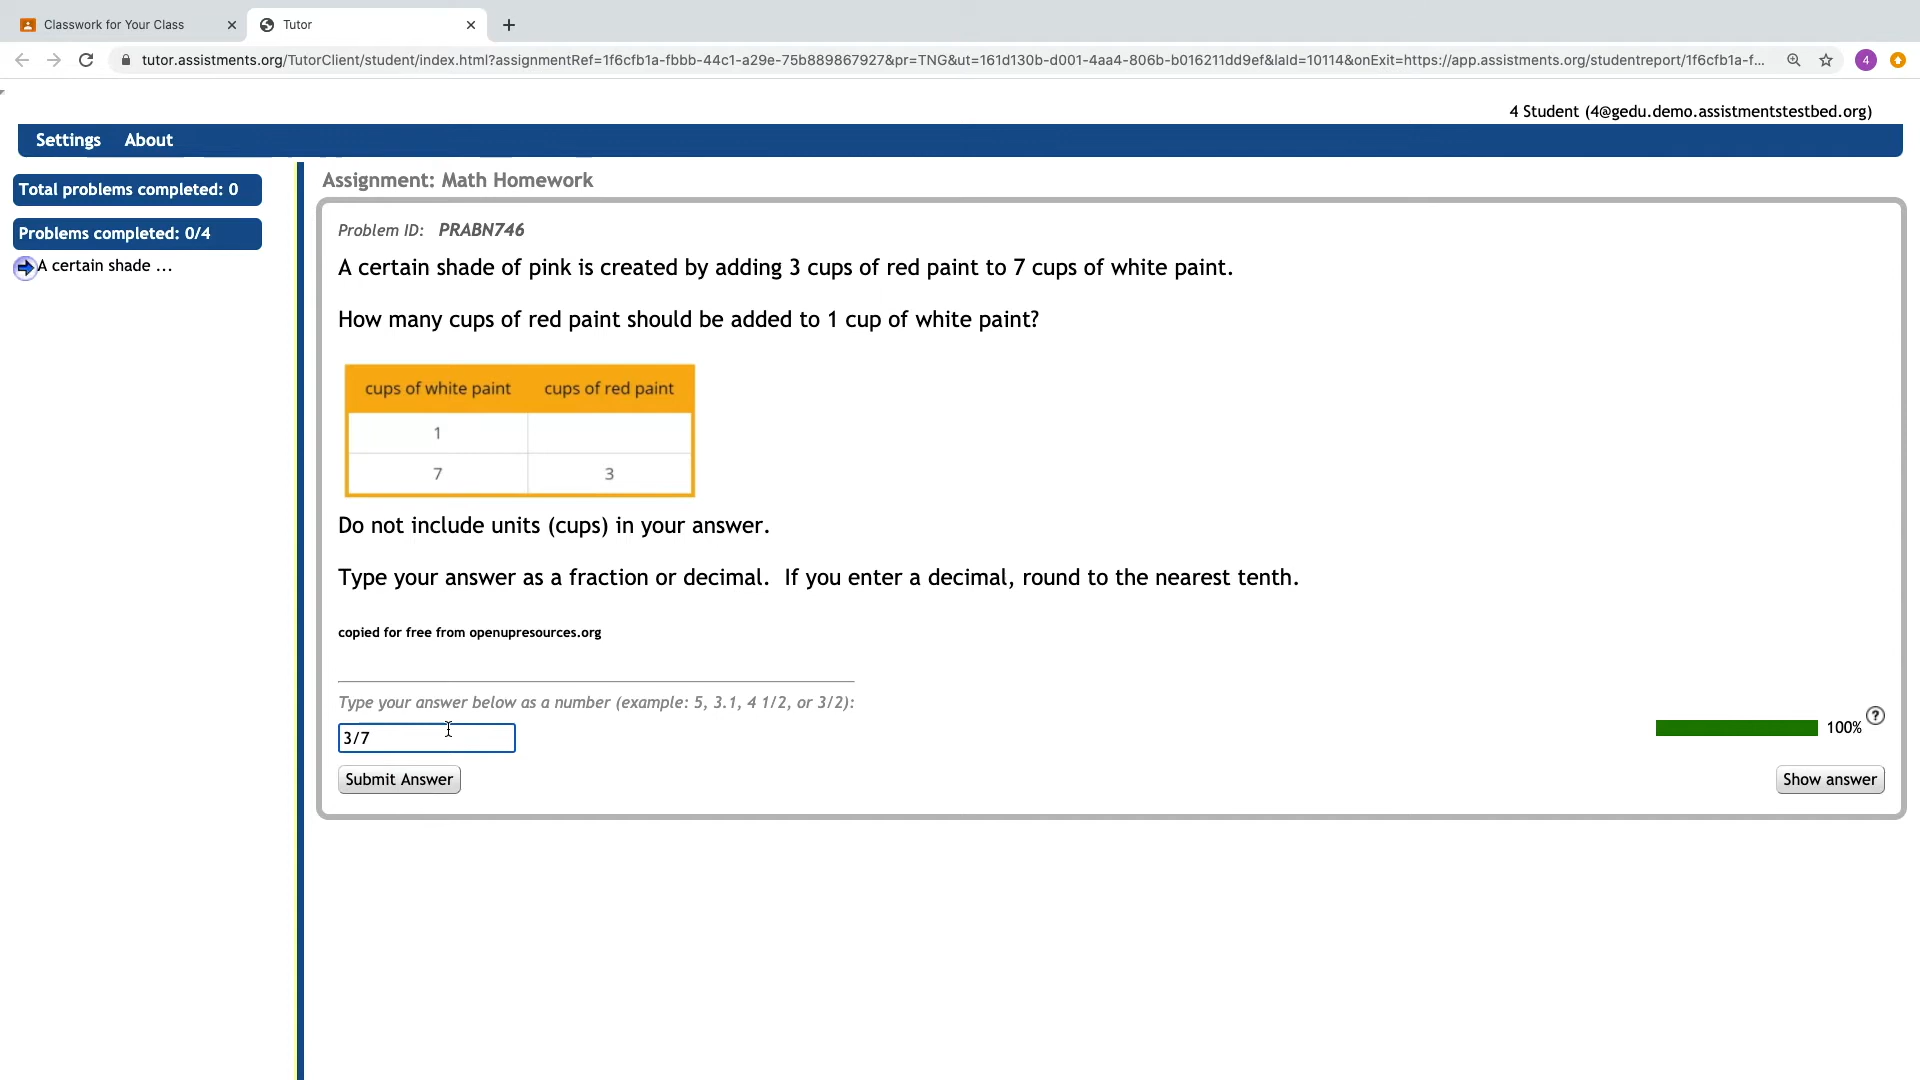 Classwork for Your Class
Tutor
tutor.assistments.org/TutorClient/student/index.html?assignmentRef=1f6cfb1a-fbbb-44c1-a29e-75b889867927&pr=TNG&ut=161d130b-d001-4aa4-806b-b016211dd9ef&laId=10114&onExit=https://app.assistments.org/studentreport/1f6cfb1a-f...
4
4 Student (4@gedu.demo.assistmentstestbed.org)
Settings About
Total problems completed: 0
Problems completed: 0/4
A certain shade ...
Assignment: Math Homework
Problem ID: PRABN746
A certain shade of pink is created by adding 3 cups of red paint to 7 cups of white paint.
How many cups of red paint should be added to 1 cup of white paint?
cups of white paint cups of red paint
1
7 3
Do not include units (cups) in your answer.
Type your answer as a fraction or decimal. If you enter a decimal, round to the nearest tenth.
copied for free from openupresources.org
Type your answer below as a number (example: 5, 3.1, 4 1/2, or 3/2):
3/7
100% ?
Submit Answer
Show answer